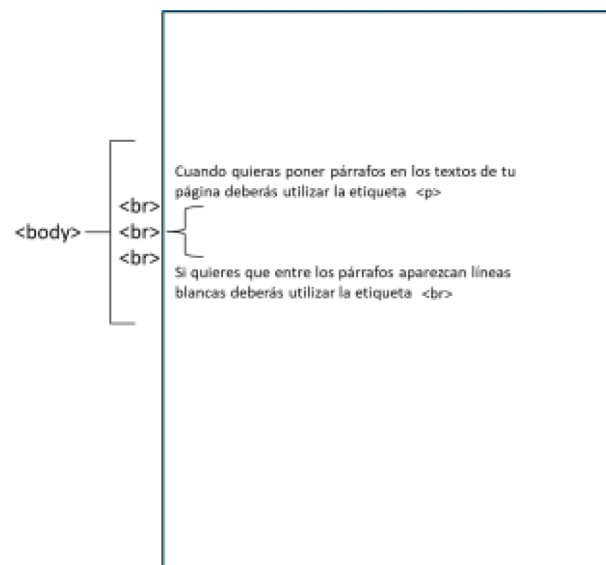 Cuando quieras poner párrafos en los textos de tu
página deberás utilizar la etiqueta <p>
<br>
<body>
<br>
<br>
Si quieres que entre los párrafos aparezcan líneas
blancas deberás utilizar la etiqueta <br>